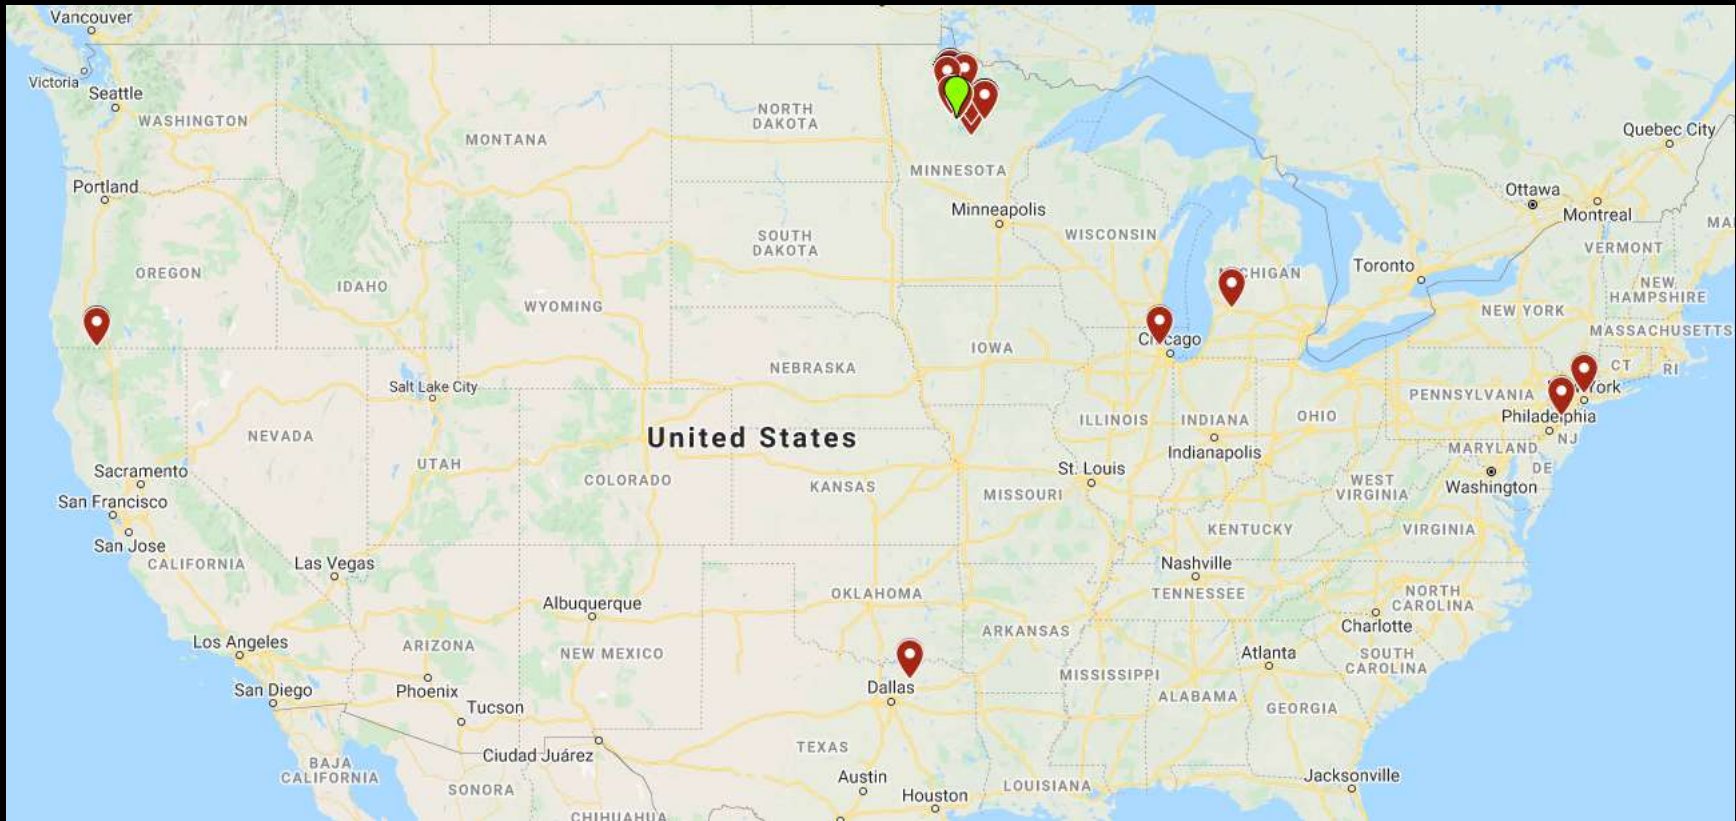 Vancouver
Victoria
Seattle
WASHINGTON
MONTANA
NORTH
DAKOTA
MINNESOTA
Quebec City
Ottawa
Montreal
Portland
Minneapolis
WISCONSIN
SOUTH
DAKOTA
VERMONT
Toronto
OREGON
IDAHO
WYOMING
NEW
HAMPSHIRE
NEW YORK
MASSACHUSETTS
IOWA
NEBRASKA
CT
RI
Salt Lake City
PENNSYLVANIA
Philadelphia
NJ
ILLINOIS
INDIANA
OHIO
Indianapolis
MARYLAND
DE
Washington
United States
NEVADA
UTAH
COLORADO
KANSAS
St. Louis
MISSOURI
WEST
VIRGINIA
Sacramento
San Francisco
San Jose
CALIFORNIA
Las Vegas
KENTUCKY
VIRGINIA
Nashville
TENNESSEE
NORTH
CAROLINA
Charlotte
Albuquerque
OKLAHOMA
ARKANSAS
Los Angeles
ARIZONA
NEW MEXICO
Atlanta
SOUTH
CAROLINA
San Diego
Phoenix
Tucson
Dallas
MISSISSIPPI
ALABAMA
GEORGIA
Ciudad Juárez
TEXAS
BAJA
CALIFORNIA
SONORA
CHIHUAHUA
Austin
Houston
LOUISIANA
Jacksonville